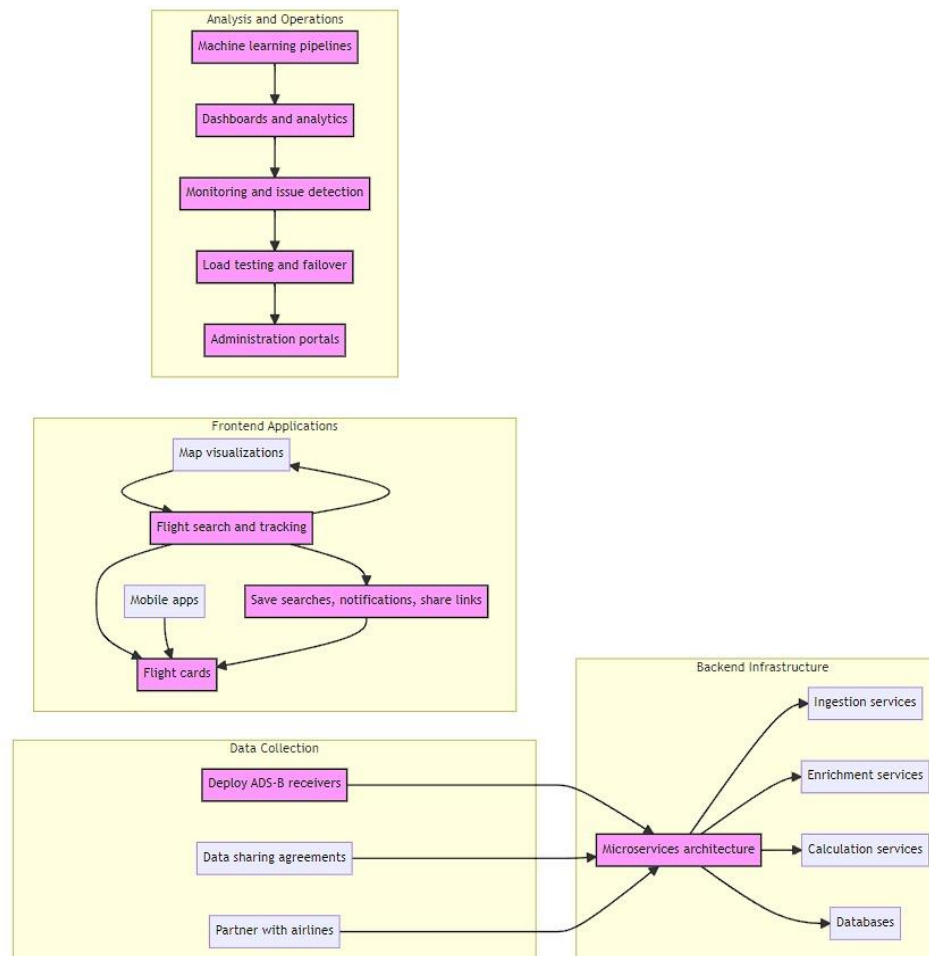 Analysis and Operations
Machine learning pipelines
Dashboards and analytics
Monitoring and issue detection
Load testing and failover
Administration portals
Frontend Applications
Map visualizations
Flight search and tracking
Mobile apps
Save searches, notifications, share links
Flight cards
Data Collection
Deploy ADS-B receivers
Data sharing agreements
Partner with airlines
Backend Infrastructure
Ingestion services
Enrichment services
Microservices architecture
Calculation services
Databases